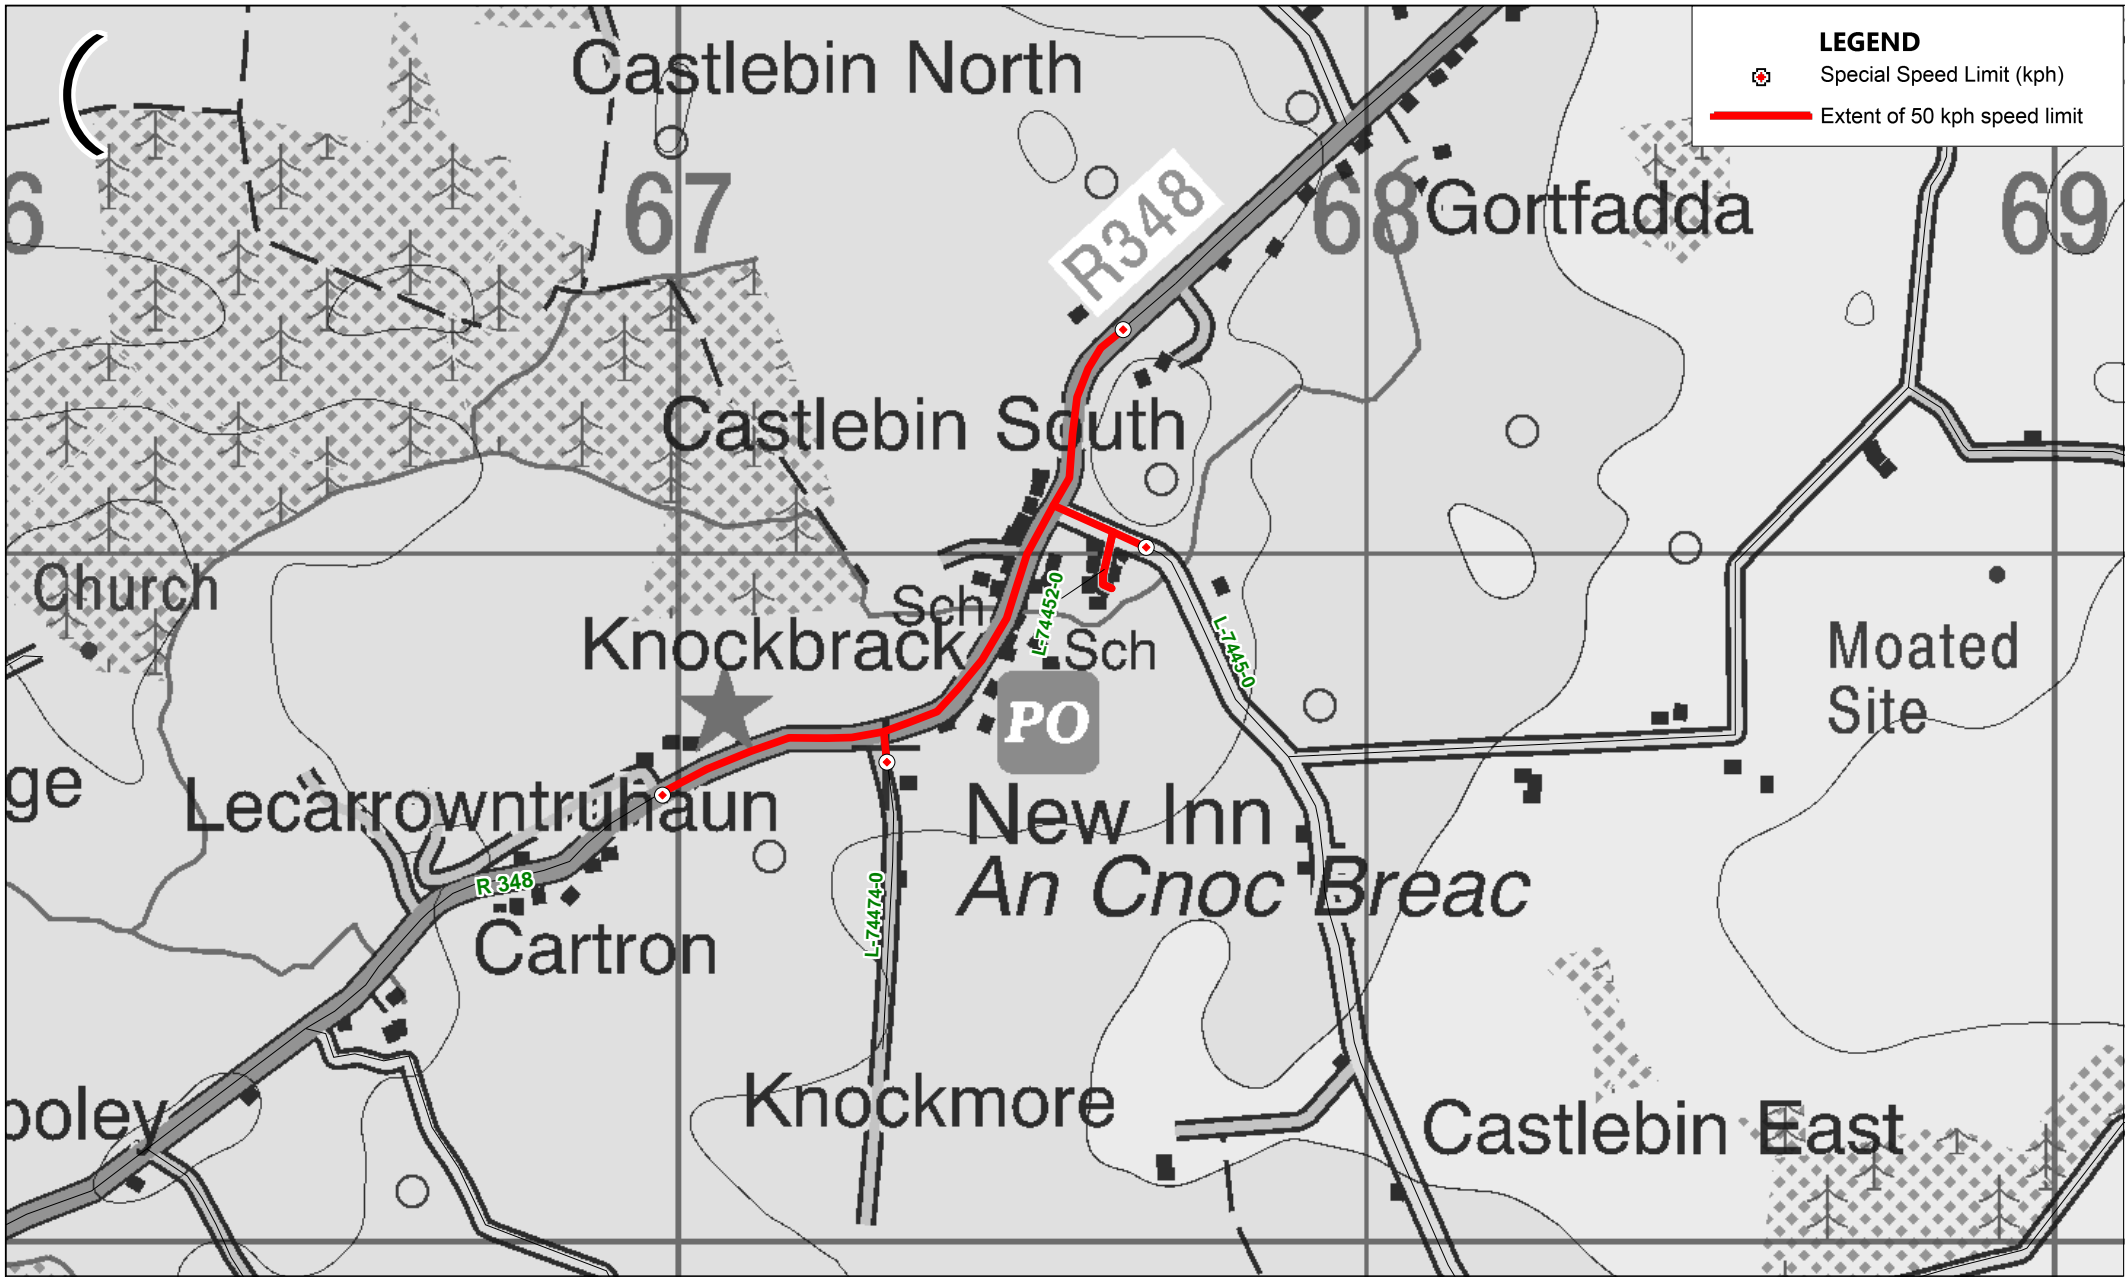 LEGEND
Special Speed Limit (kph)
Extent of 50 kph speed limit
Castlebin North
6
67
R348
68
Gortfadda
69
Castlebin South
Church
Sch
L-74452-0
Knockbrack
Sch
L-7445-0
Moated
Site
PO
ge
Lecarrowntruhaun
New Inn
An Cnoc Breac
R 348
L-74474-0
Cartron
Knockmore
ooley
Castlebin East